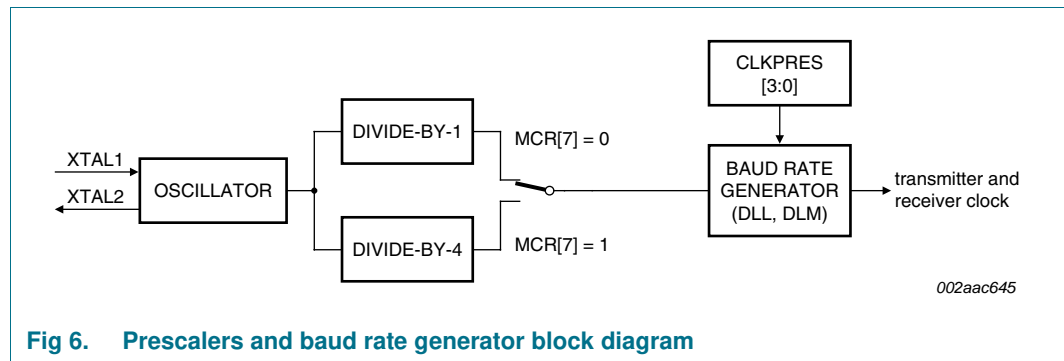 CLKPRES
[3:0]
DIVIDE-BY-1
MCR[7] = 0
XTAL1
XTAL2
OSCILLATOR
BAUD RATE
GENERATOR
(DLL, DLM)
transmitter and
receiver clock
DIVIDE-BY-4
MCR[7] = 1
002aac645
Fig 6. Prescalers and baud rate generator block diagram